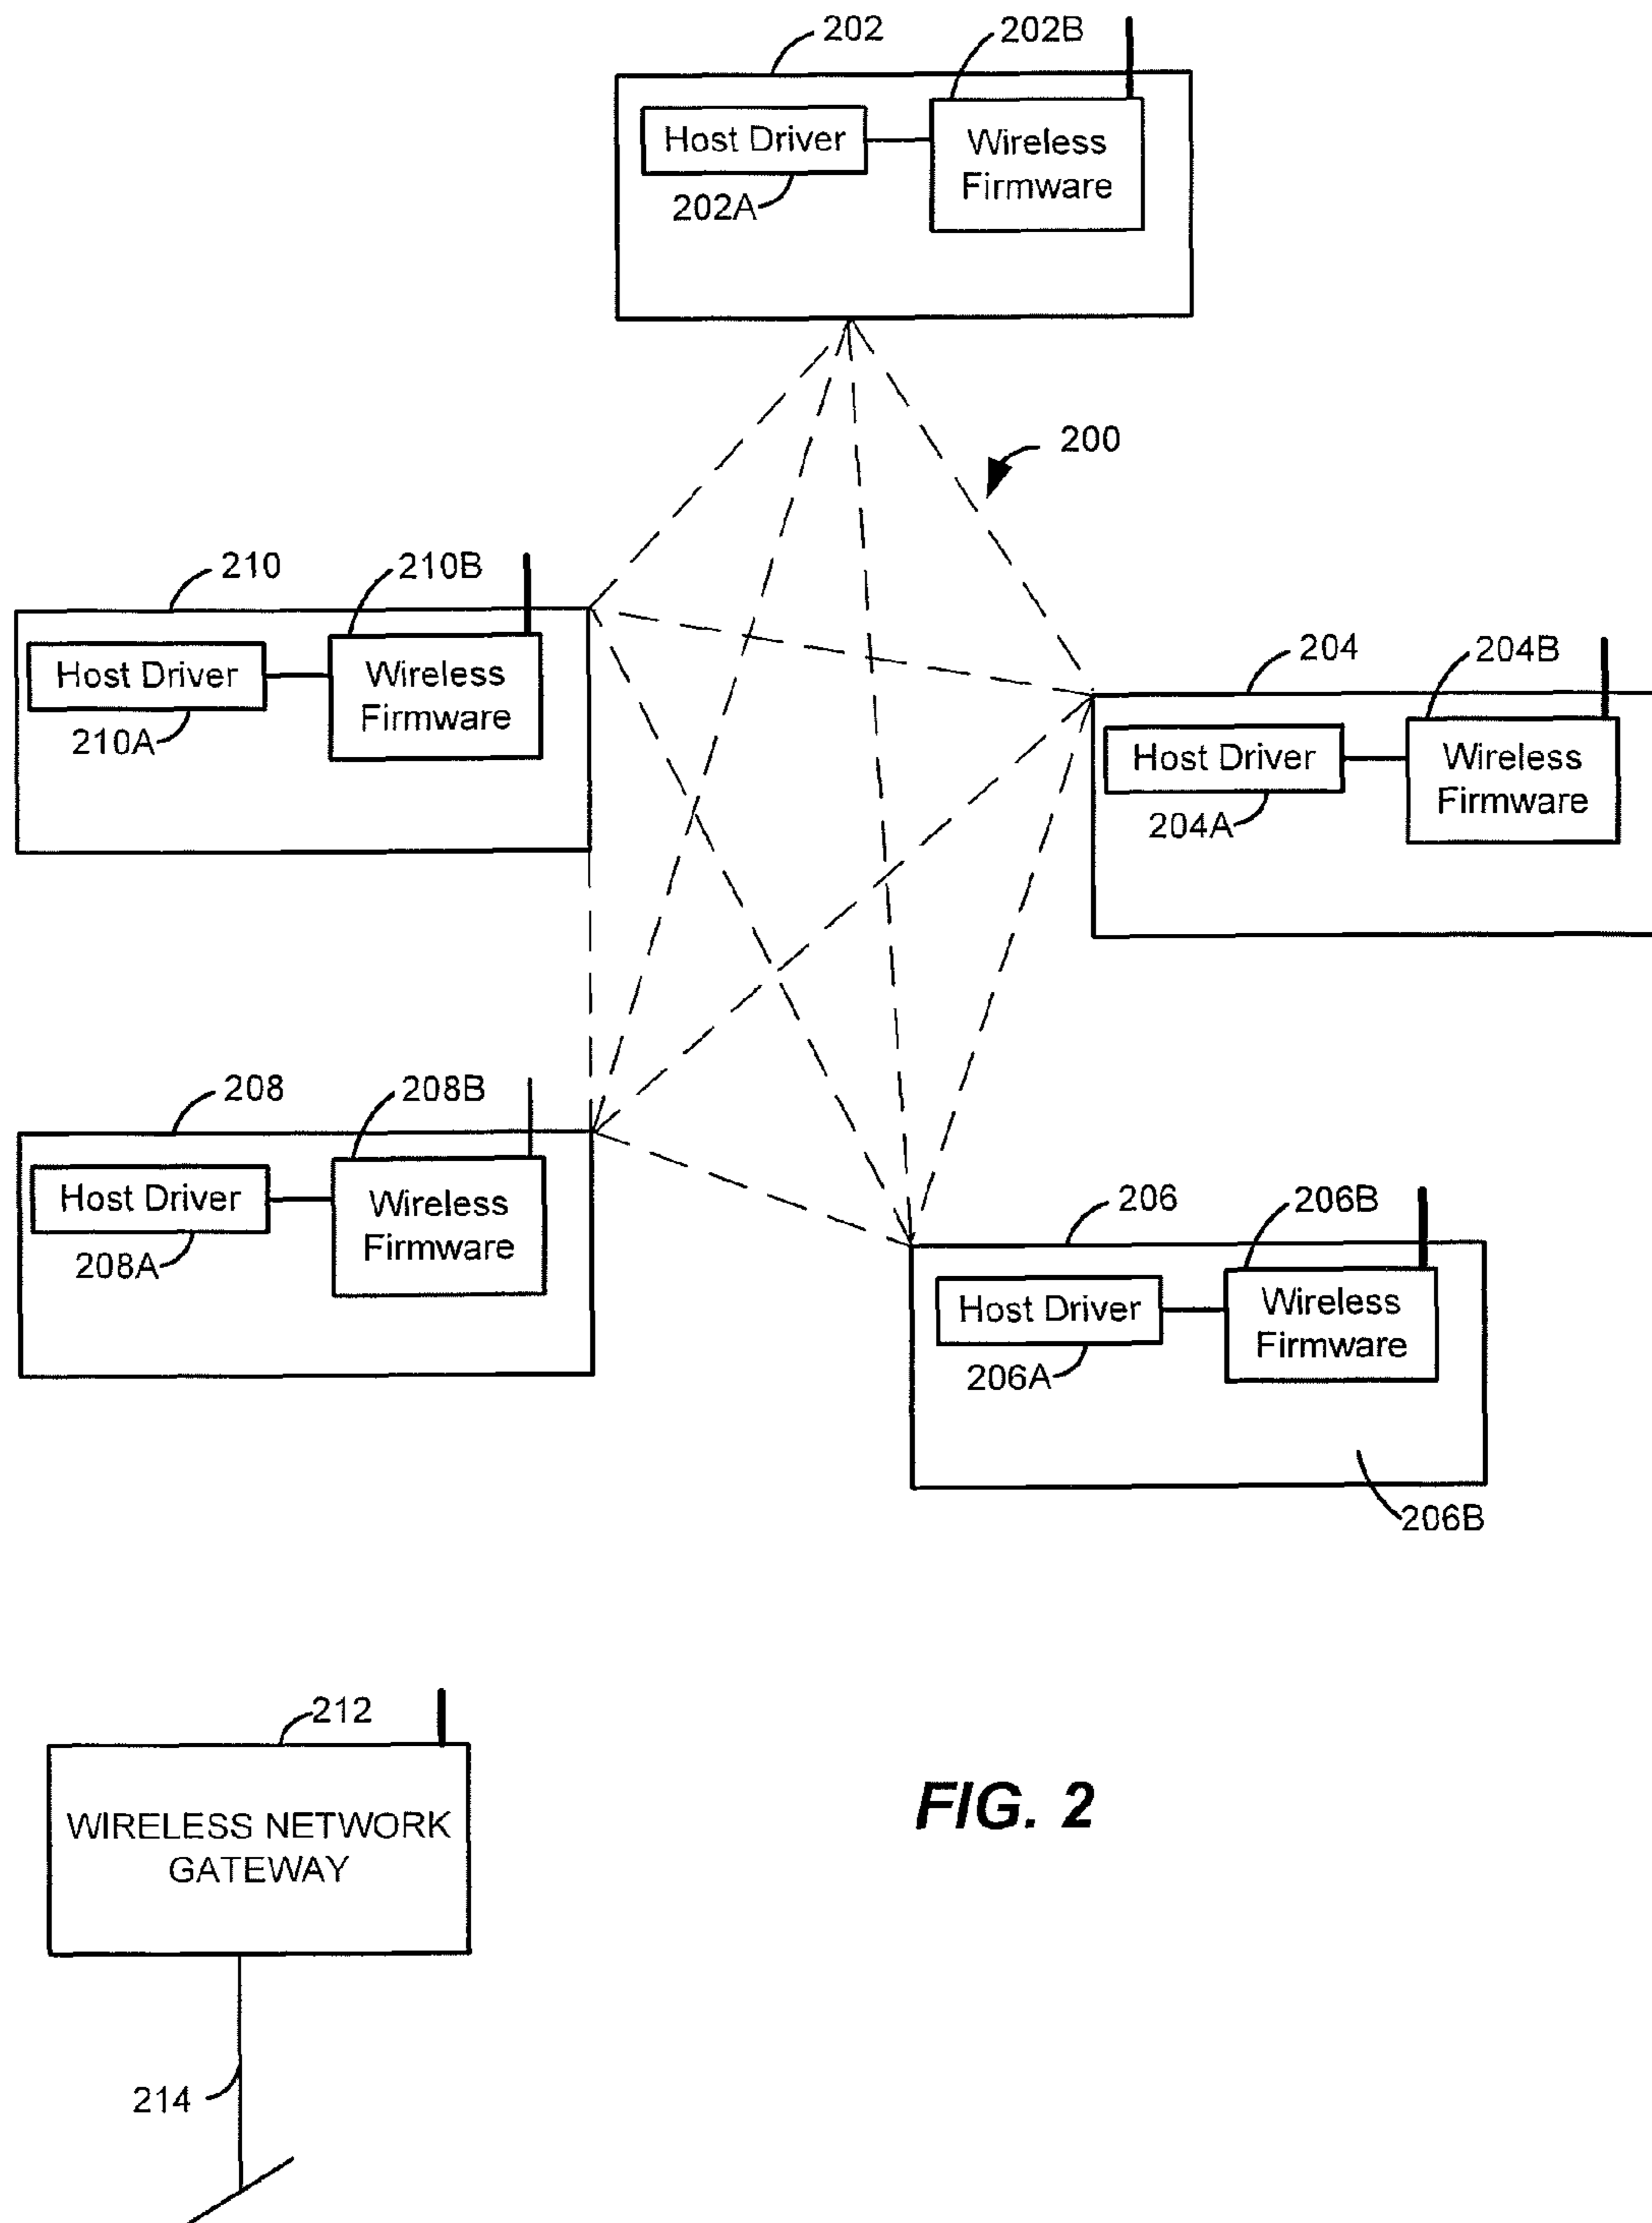 202
202B
Host Driver
Wireless
Firmware
202A
200
210
210B
Host Driver
Wireless
Firmware
210A
204
204B
Host Driver
Wireless
Firmware
204A
208
208B
Host Driver
Wireless
Firmware
208A
206
206B
Host Driver
Wireless
Firmware
206A
206B
212
WIRELESS NETWORK
GATEWAY
FIG. 2
214